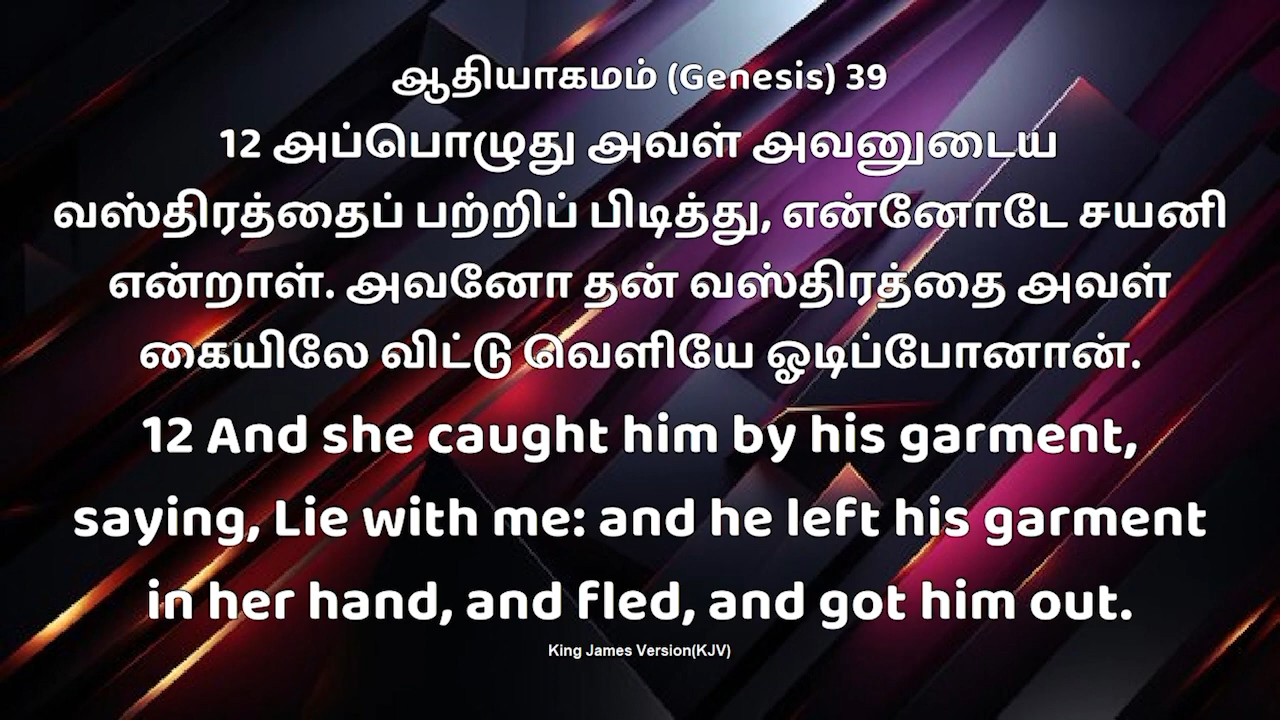 ஆதியாகமம் (Genesis) 39
12 அப்பொழுது அவள் அவனுடைய
வஸ்திரத்தைப் பற்றிப் பிடித்து, என்னோடே சயனி
என்றாள். அவனோ தன் வஸ்திரத்தை அவள்
கையிலே விட்டு வெளியே ஓடிப்போனான்.
12 And she caught him by his garment,
saying, Lie with me: and he left his garment
in her hand, and fled, and got him out.
King James Version(KJV)